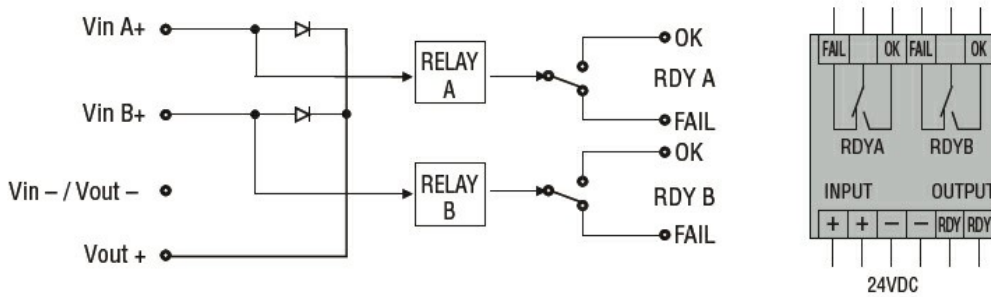 Vin A+
Vin B+
Vin – / Vout –
Vout +
RELAY
A
RELAY
B
OK
RDY A
FAIL
OK
RDY B
FAIL
FAIL OK FAIL OK
RDYA RDYB
INPUT OUTPUT
+ + – – RDY RDY
24VDC